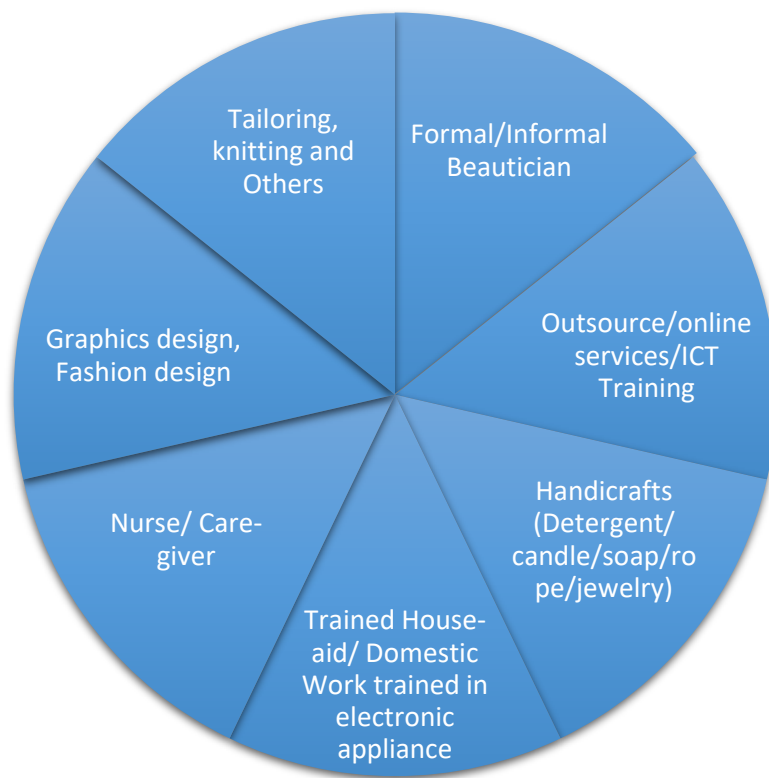 Tailoring,
knitting and
Others
Formal/Informal
Beautician
Outsource/online
services/ICT
Training
Handicrafts
(Detergent/
candle/soap/ro
pe/jewelry)
Trained House-
aid/ Domestic
Work trained in
electronic
appliance
Nurse/ Care-
giver
Graphics design,
Fashion design